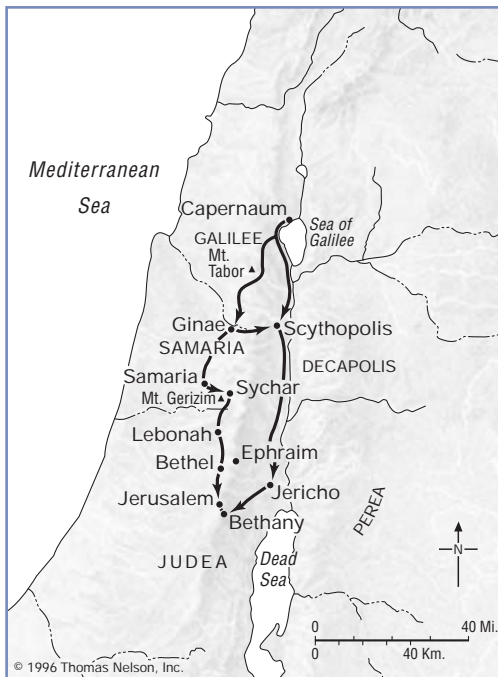 Mediterranean
Sea
Capernaum
Sea of
Galilee
GALILEE
Mt.
Tabor
Ginae
Scythopolis
SAMARIA
DECAPOLIS
Samaria
Sychar
Mt. Gerizim
Lebonah
Ephraim
Bethel
Jericho
Jerusalem
Bethany
PEREA
JUDEA
Dead
Sea
N
0 40 Mi.
0 40 Km.
© 1996 Thomas Nelson, Inc.